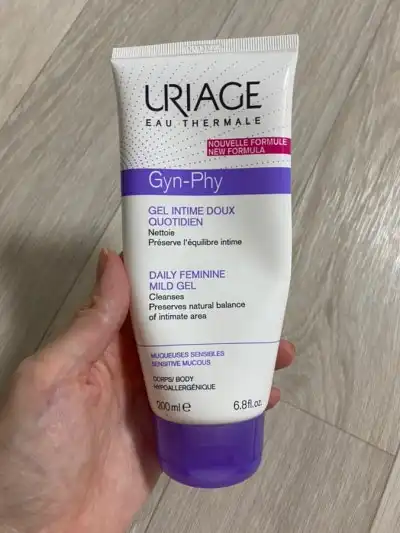 URIAGE
EAU THERMALE
NOUVELLE FORMULE
NEW FORMULA
Gyn-Phy
GEL INTIME DOUX
QUOTIDIEN
Nettoie
Préserve l'équilibre intime
DAILY FEMININE
MILD GEL
Cleanses
Preserves natural balance
of intimate area
MUQUEUSES SENSIBLES
SENSITIVE MUCOUS
CORPS/ BODY
HYPOALLERGÉNIQUE
200ml e 6.8fl.oz.